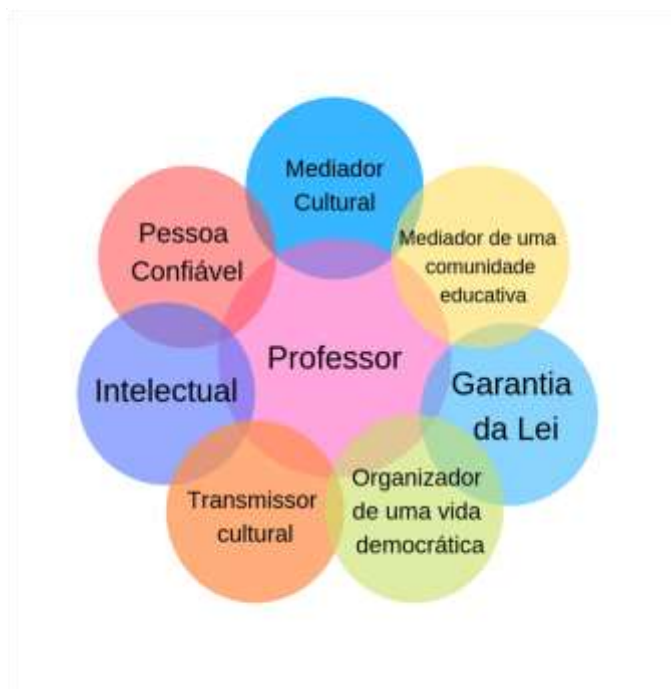 Mediador
Cultural
Pessoa
Confiável
Mediador de uma
comunidade
educativa
Professor
Intelectual
Garantia
da Lei
Transmissor
cultural
Organizador
de uma vida
democrática